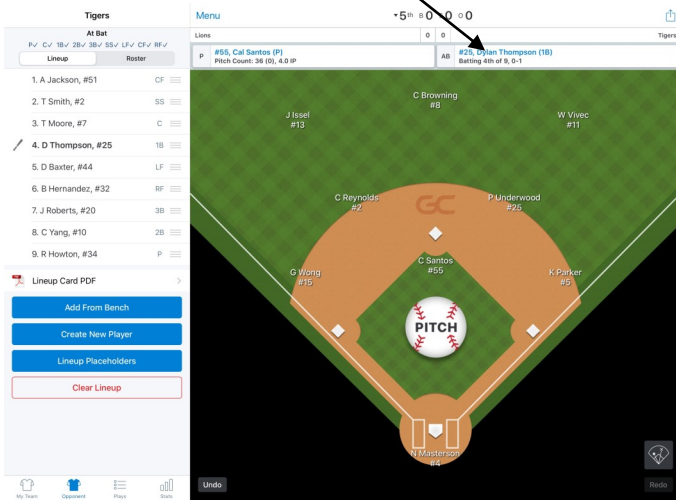 Tigers
At Bat
P✓ C✓ 1B✓ 2B✓ 3B✓ SS✓ LF✓ CF✓ RF✓
Lineup Roster
1. A Jackson, #51 CF
2. T Smith, #2 SS
3. T Moore, #7 C
4. D Thompson, #25 1B
5. D Baxter, #44 LF
6. B Hernandez, #32 RF
7. J Roberts, #20 3B
8. C Yang, #10 2B
9. R Howton, #34 P
Lineup Card PDF
Add From Bench
Create New Player
Lineup Placeholders
Clear Lineup
My Team Opponent Plays Stats
Menu ▾5th B 0 0 O 0
Lions 0 0 Tigers
P #55, Cal Santos (P)
Pitch Count: 36 (0), 4.0 IP
AB #25, Dylan Thompson (1B)
Batting 4th of 9, 0-1
C Browning
#8
J Issel
#13
W Vivec
#11
C Reynolds
#2
GC
P Underwood
#25
C Santos
#55
G Wong
#15
K Parker
#5
PITCH
N Masterson
#4
Undo Redo